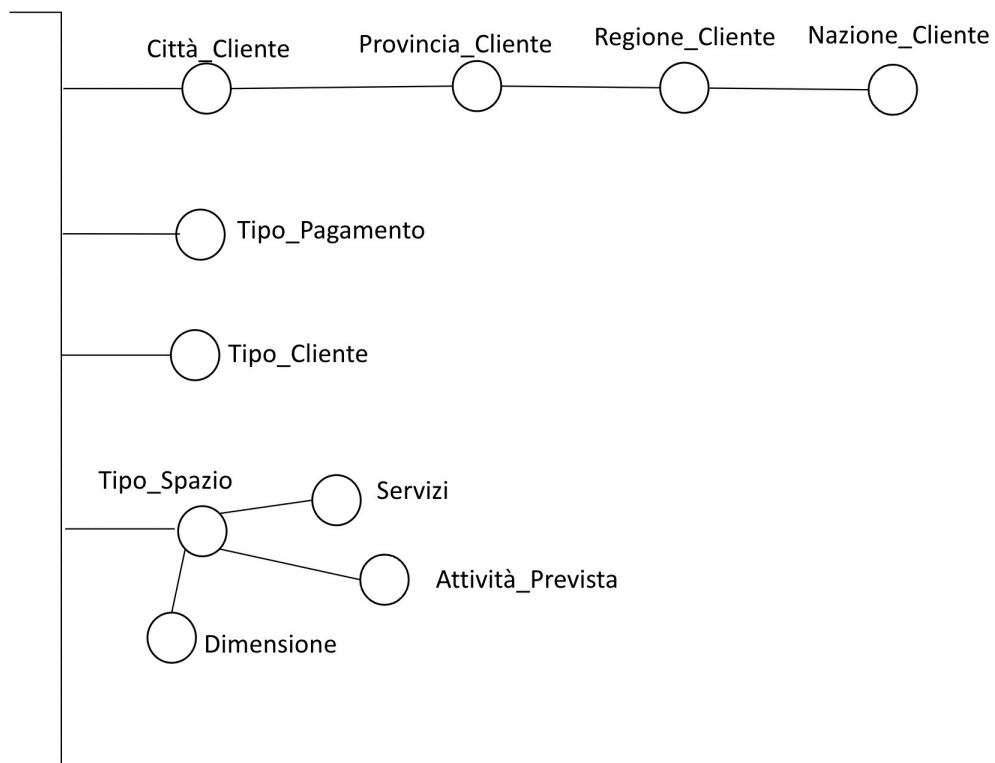 Città_Cliente
Provincia_Cliente
Regione_Cliente
Nazione_Cliente
Tipo_Pagamento
Tipo_Cliente
Tipo_Spazio
Servizi
Attività_Prevista
Dimensione